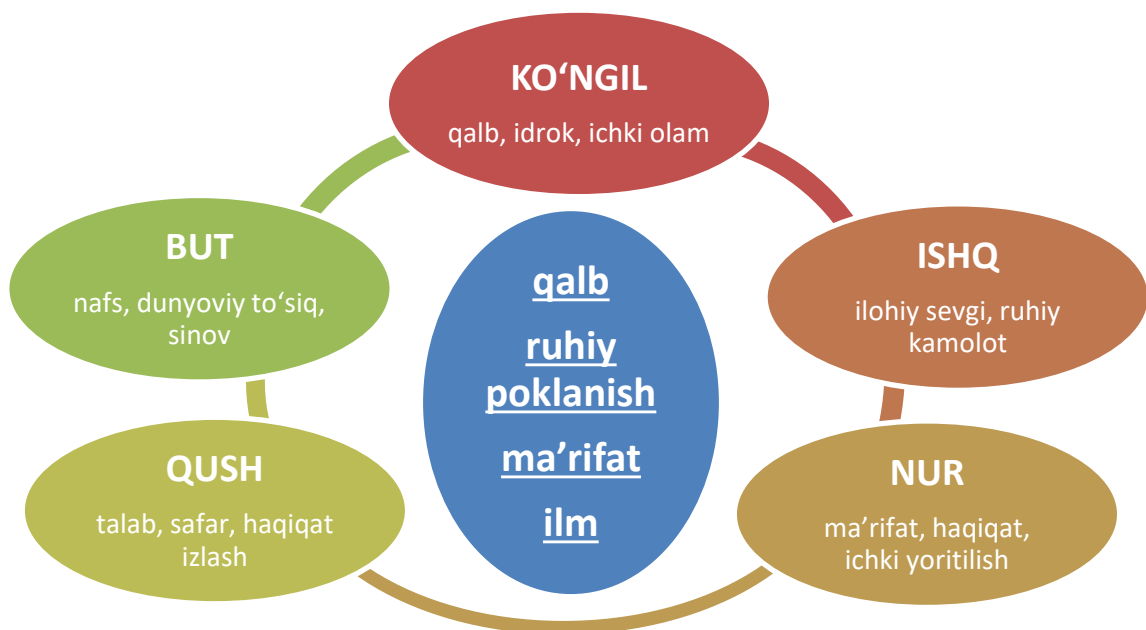 KO‘NGIL
qalb, idrok, ichki olam
BUT
nafs, dunyoviy to‘siq,
sinov
ISHQ
ilohiy sevgi, ruhiy
kamolot
qalb
ruhiy
poklanish
ma’rifat
ilm
QUSH
talab, safar, haqiqat
izlash
NUR
ma’rifat, haqiqat,
ichki yoritilish